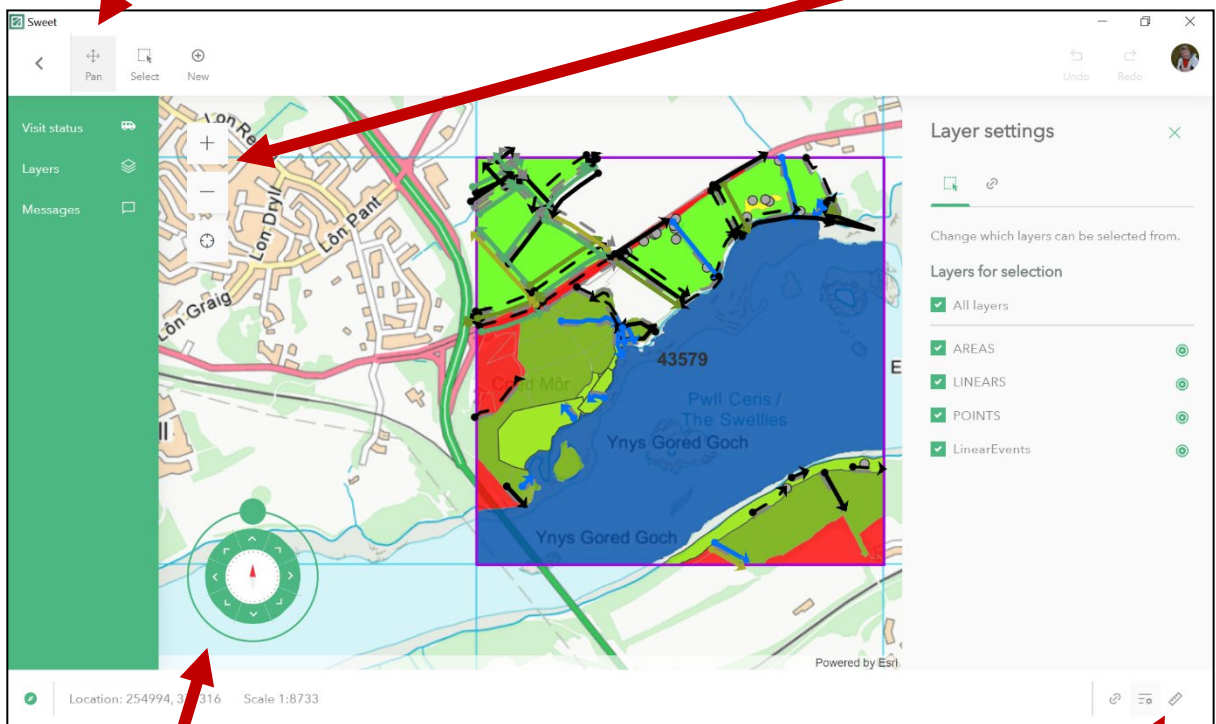 Sweet
Pan Select New
Undo Redo
Visit status
Layers
Messages
Lôn Dryll
Lôn Pant
Lôn Graig
Coed Môr
43579
Pwll Ceris /
The Swellies
Ynys Gored Goch
Ynys Gored Goch
Powered by Esri
Layer settings
Change which layers can be selected from.
Layers for selection
All layers
AREAS
LINEARS
POINTS
LinearEvents
Location: 254994, Scale 1:8733